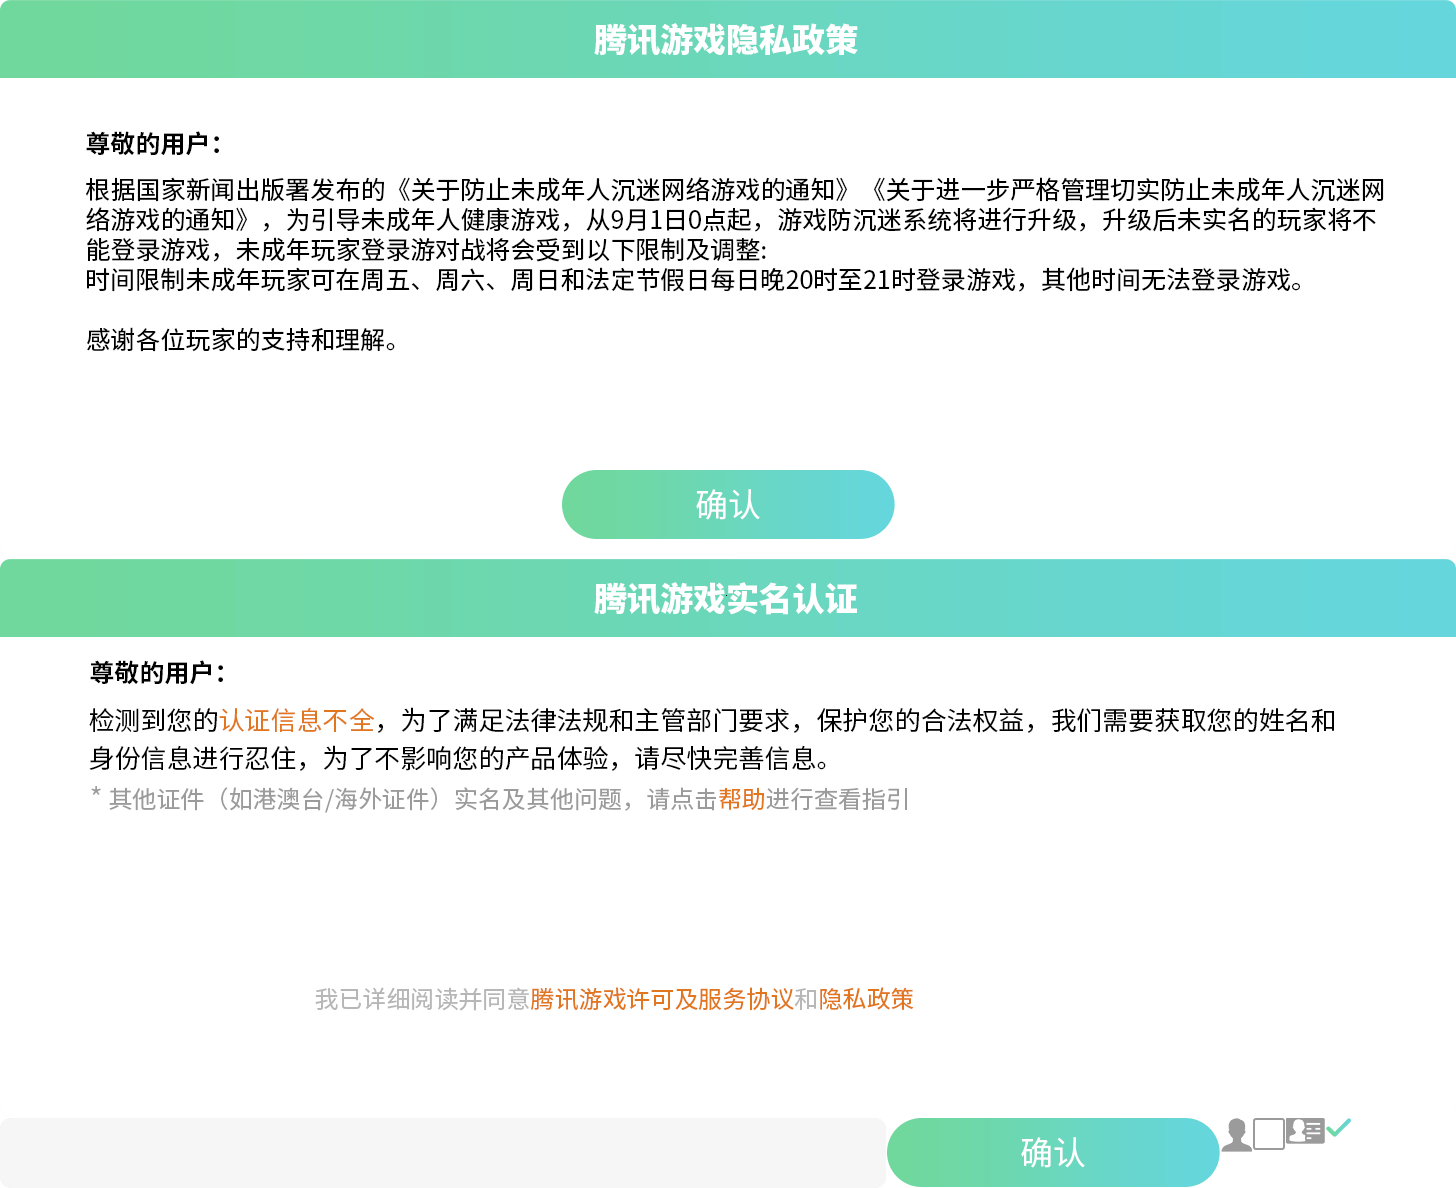 腾讯游戏隐私政策
尊敬的用户：
根据国家新闻出版署发布的《关于防止未成年人沉迷网络游戏的通知》《关于进一步严格管理切实防止未成年人沉迷网
络游戏的通知》，为引导未成年人健康游戏，从9月1日0点起，游戏防沉迷系统将进行升级，升级后未实名的玩家将不
能登录游戏，未成年玩家登录游对战将会受到以下限制及调整:
时间限制未成年玩家可在周五、周六、周日和法定节假日每日晚20时至21时登录游戏，其他时间无法登录游戏。
感谢各位玩家的支持和理解。
确认
腾讯游戏实名认证
尊敬的用户：
检测到您的认证信息不全，为了满足法律法规和主管部门要求，保护您的合法权益，我们需要获取您的姓名和
身份信息进行忍住，为了不影响您的产品体验，请尽快完善信息。
* 其他证件（如港澳台/海外证件）实名及其他问题，请点击帮助进行查看指引
我已详细阅读并同意腾讯游戏许可及服务协议和隐私政策
确认